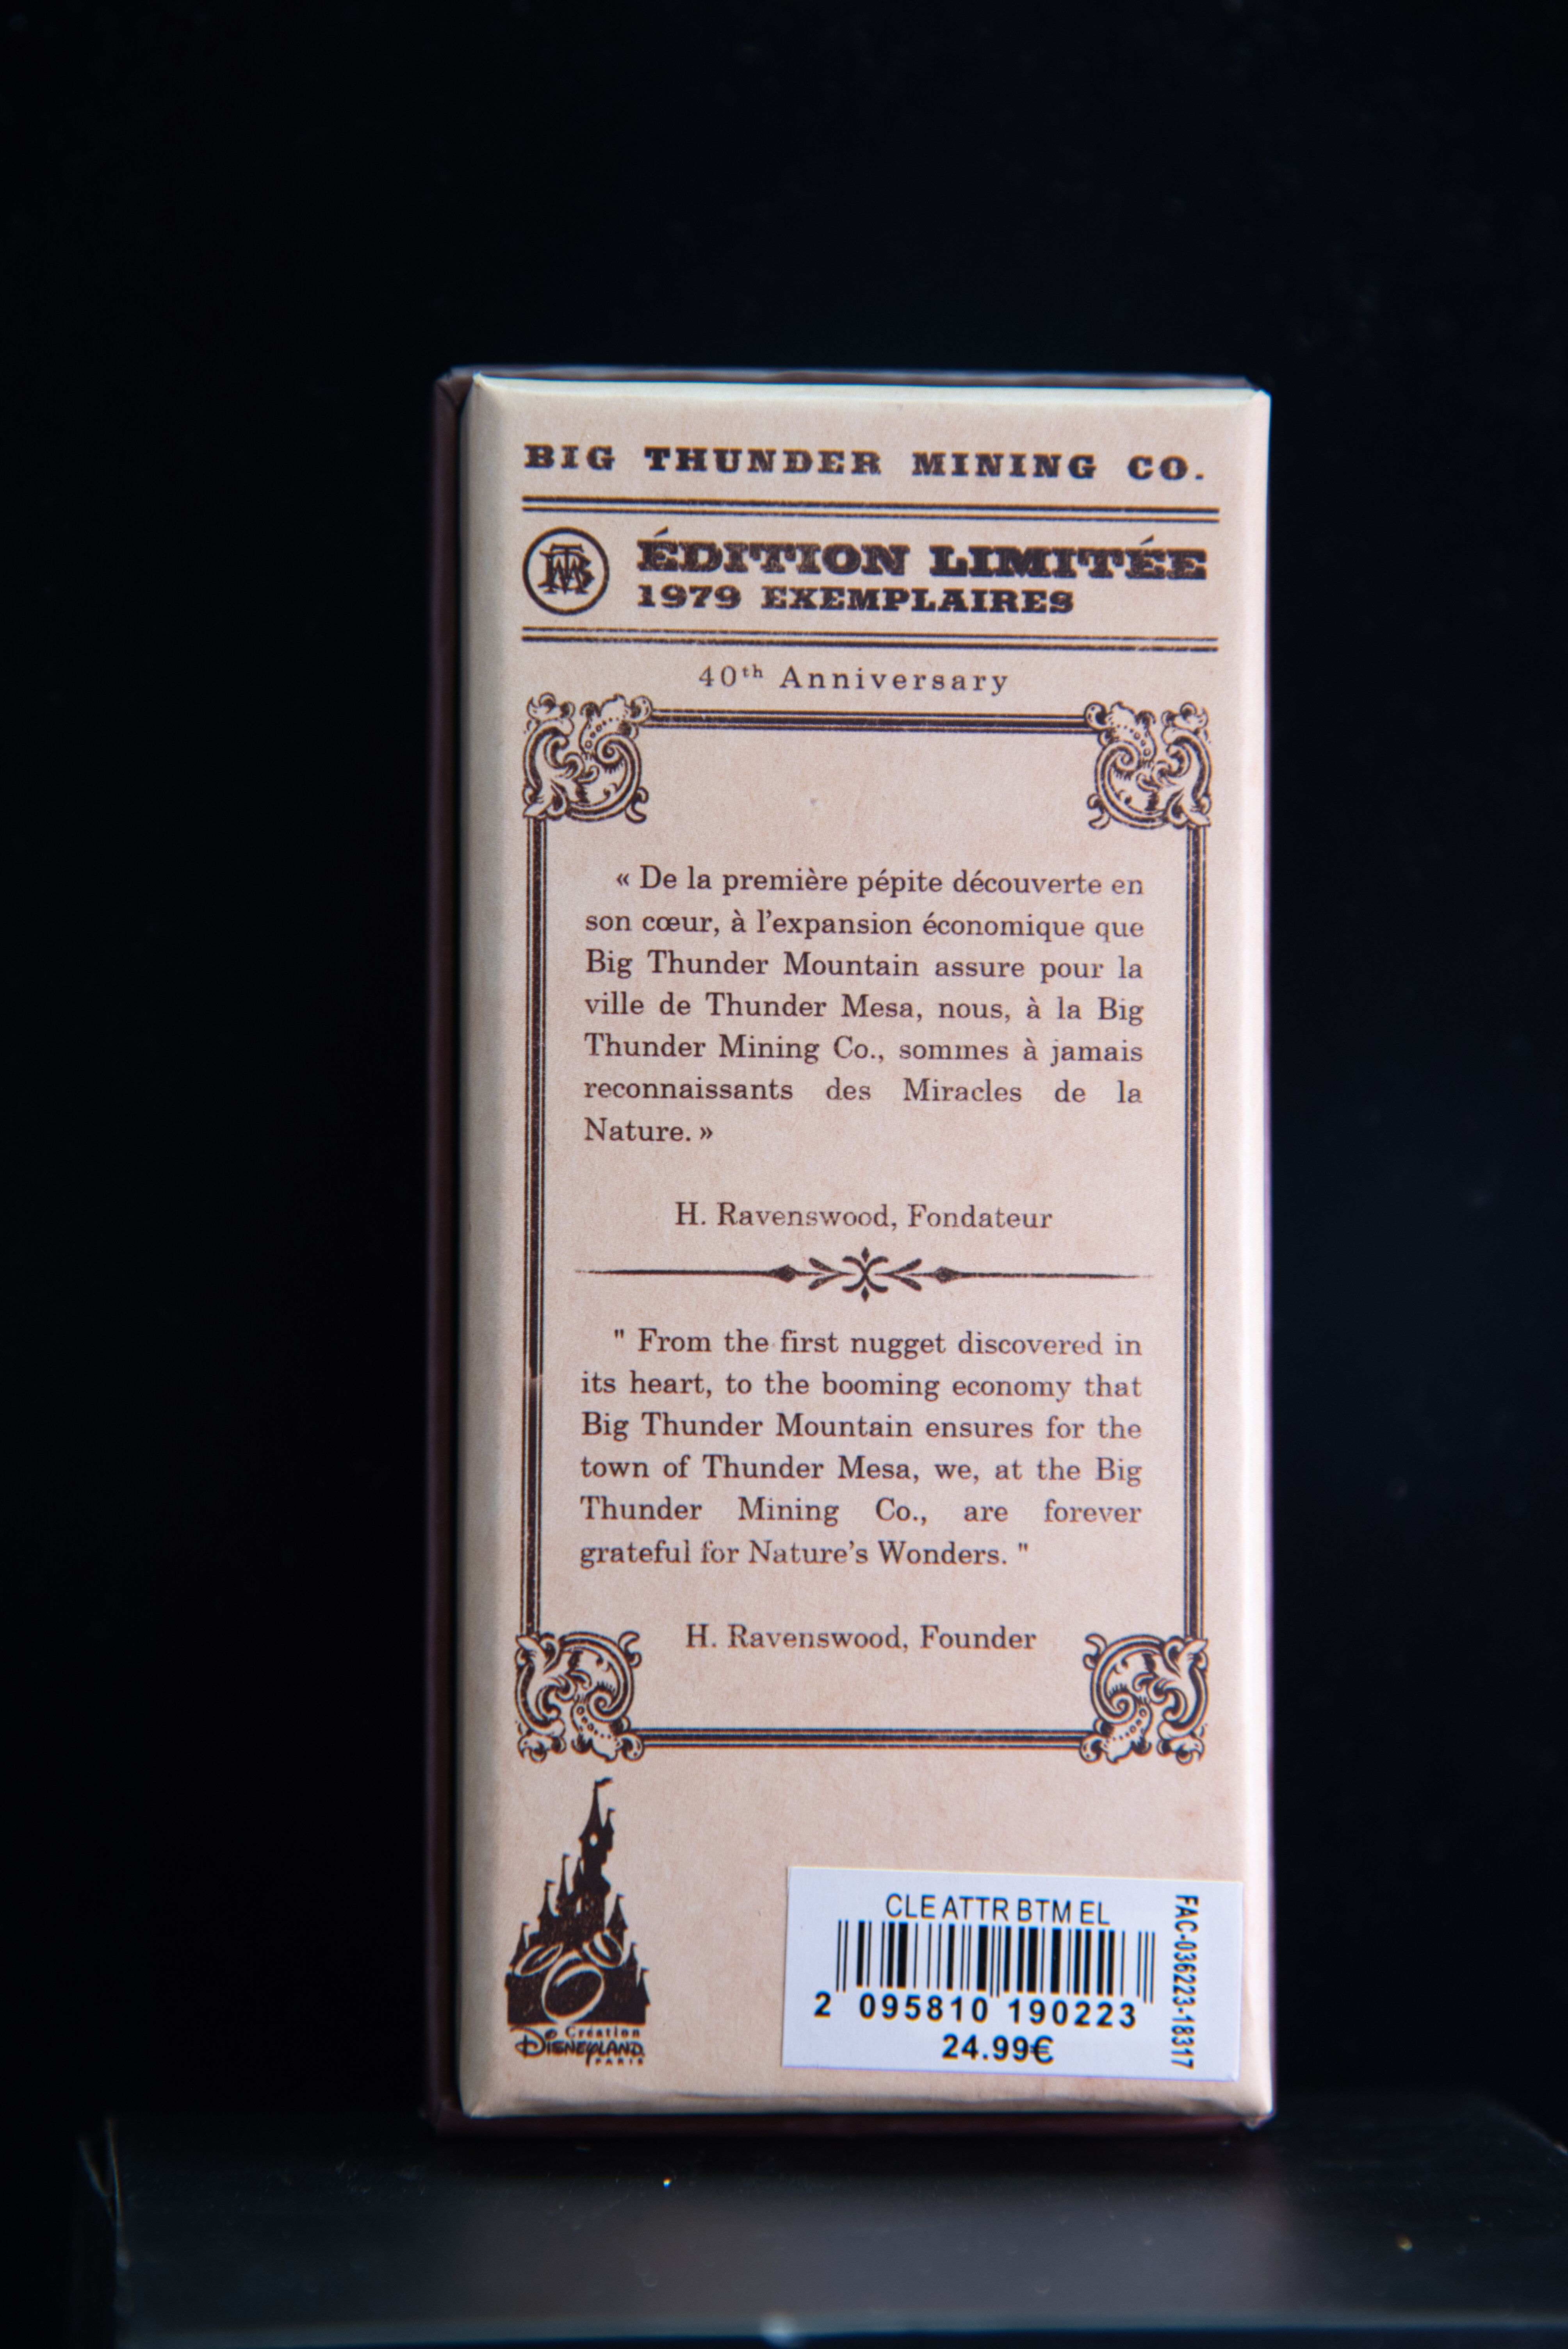 BIG THUNDER MINING CO.
ÉDITION LIMITÉE
1979 EXEMPLAIRES
40th Anniversary
« De la première pépite découverte en
son cœur, à l'expansion économique que
Big Thunder Mountain assure pour la
ville de Thunder Mesa, nous, à la Big
Thunder Mining Co., sommes à jamais
reconnaissants des Miracles de la
Nature. »
H. Ravenswood, Fondateur
" From the first nugget discovered in
its heart, to the booming economy that
Big Thunder Mountain ensures for the
town of Thunder Mesa, we, at the Big
Thunder Mining Co., are forever
grateful for Nature's Wonders. "
H. Ravenswood, Founder
Création
DISNEYLAND
PARIS
CLE ATTR BTM EL
2 095810 190223
24.99€
FAC-036223-18317